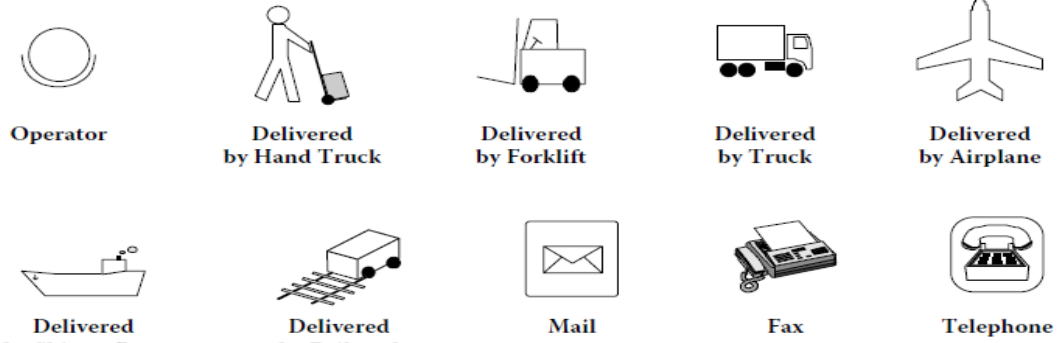 Operator
Delivered
by Hand Truck
Delivered
by Forklift
Delivered
by Truck
Delivered
by Airplane
Delivered
Delivered
Mail
Fax
Telephone